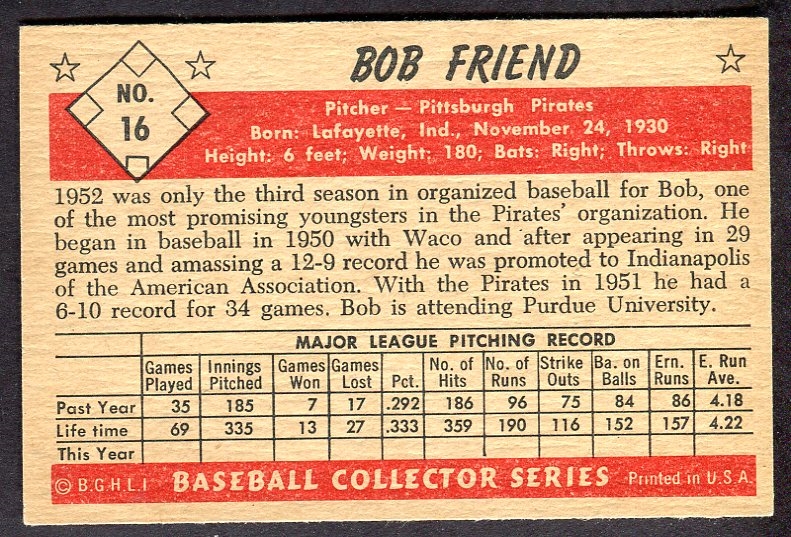 NO.
16
BOB FRIEND
Pitcher — Pittsburgh Pirates
Born: Lafayette, Ind., November 24, 1930
Height: 6 feet; Weight: 180; Bats: Right; Throws: Right
1952 was only the third season in organized baseball for Bob, one
of the most promising youngsters in the Pirates' organization. He
began in baseball in 1950 with Waco and after appearing in 29
games and amassing a 12-9 record he was promoted to Indianapolis
of the American Association. With the Pirates in 1951 he had a
6-10 record for 34 games. Bob is attending Purdue University.
MAJOR LEAGUE PITCHING RECORD
Games Innings Games Games No. of No. of Strike Ba. on Ern. E. Run
Played Pitched Won Lost Pct. Hits Runs Outs Balls Runs Ave.
Past Year 35 185 7 17 .292 186 96 75 84 86 4.18
Life time 69 335 13 27 .333 359 190 116 152 157 4.22
This Year
© B.G.H.L.I BASEBALL COLLECTOR SERIES Printed in U.S.A.